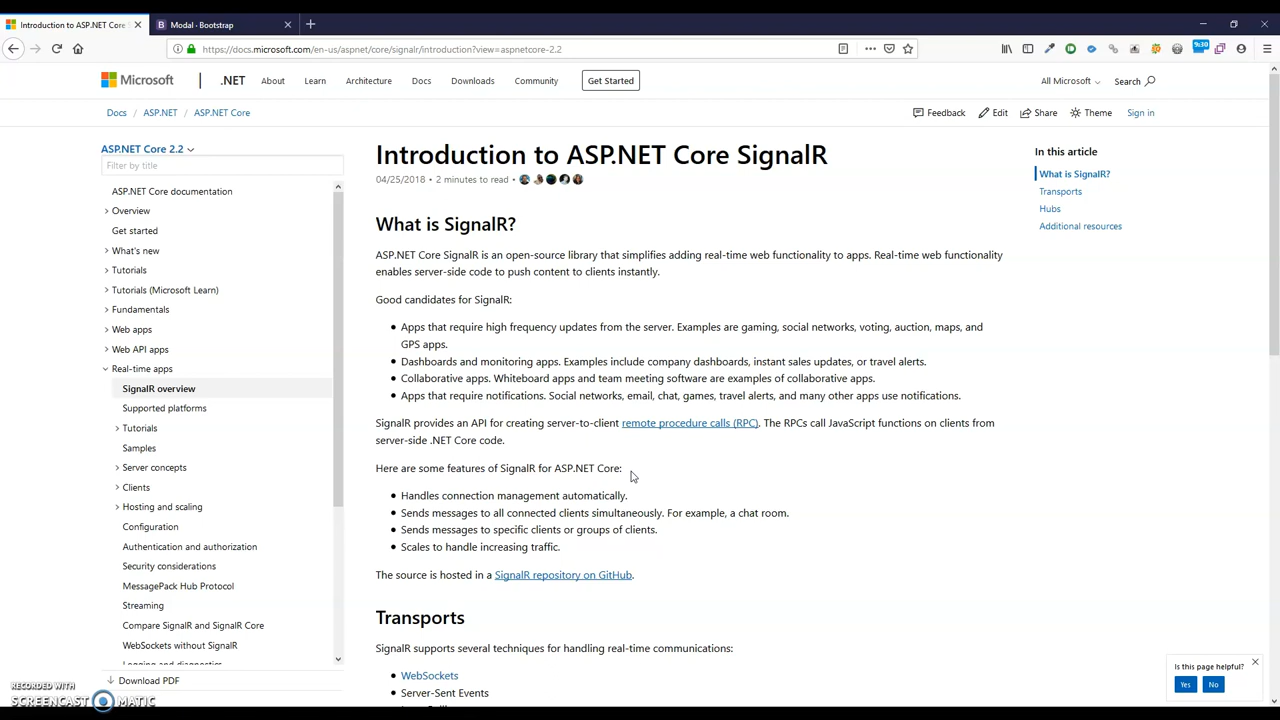 Introduction to ASP.NET Core S
Modal · Bootstrap
https://docs.microsoft.com/en-us/aspnet/core/signalr/introduction?view=aspnetcore-2.2
9:30
Microsoft
.NET
About
Learn
Architecture
Docs
Downloads
Community
Get Started
All Microsoft
Search
Docs / ASP.NET / ASP.NET Core
Feedback
Edit
Share
Theme
Sign in
ASP.NET Core 2.2
Filter by title
ASP.NET Core documentation
Overview
Get started
What's new
Tutorials
Tutorials (Microsoft Learn)
Fundamentals
Web apps
Web API apps
Real-time apps
SignalR overview
Supported platforms
Tutorials
Samples
Server concepts
Clients
Hosting and scaling
Configuration
Authentication and authorization
Security considerations
MessagePack Hub Protocol
Streaming
Compare SignalR and SignalR Core
WebSockets without SignalR
Logging and diagnostics
Download PDF
Introduction to ASP.NET Core SignalR
04/25/2018 • 2 minutes to read •
What is SignalR?
ASP.NET Core SignalR is an open-source library that simplifies adding real-time web functionality to apps. Real-time web functionality
enables server-side code to push content to clients instantly.
Good candidates for SignalR:
• Apps that require high frequency updates from the server. Examples are gaming, social networks, voting, auction, maps, and
GPS apps.
• Dashboards and monitoring apps. Examples include company dashboards, instant sales updates, or travel alerts.
• Collaborative apps. Whiteboard apps and team meeting software are examples of collaborative apps.
• Apps that require notifications. Social networks, email, chat, games, travel alerts, and many other apps use notifications.
SignalR provides an API for creating server-to-client remote procedure calls (RPC). The RPCs call JavaScript functions on clients from
server-side .NET Core code.
Here are some features of SignalR for ASP.NET Core:
• Handles connection management automatically.
• Sends messages to all connected clients simultaneously. For example, a chat room.
• Sends messages to specific clients or groups of clients.
• Scales to handle increasing traffic.
The source is hosted in a SignalR repository on GitHub.
Transports
SignalR supports several techniques for handling real-time communications:
• WebSockets
• Server-Sent Events
In this article
What is SignalR?
Transports
Hubs
Additional resources
Is this page helpful?
Yes
No
RECORDED WITH
SCREENCAST MATIC